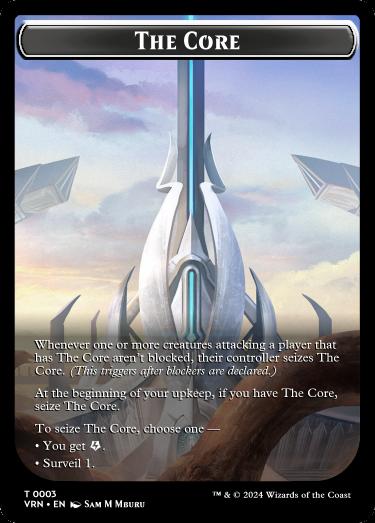 The Core
Whenever one or more creatures attacking a player that
has The Core aren't blocked, their controller seizes The
Core. (This triggers after blockers are declared.)
At the beginning of your upkeep, if you have The Core,
seize The Core.
To seize The Core, choose one —
• You get .
• Surveil 1.
T 0003
VRN • EN Sam M Mburu
™ & © 2024 Wizards of the Coast